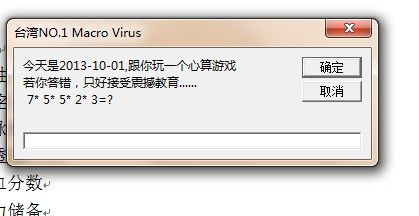 台湾NO.1 Macro Virus
今天是2013-10-01,跟你玩一个心算游戏
若你答错，只好接受震撼教育......
7* 5* 5* 2* 3=?
确定
取消
1分数
力储备